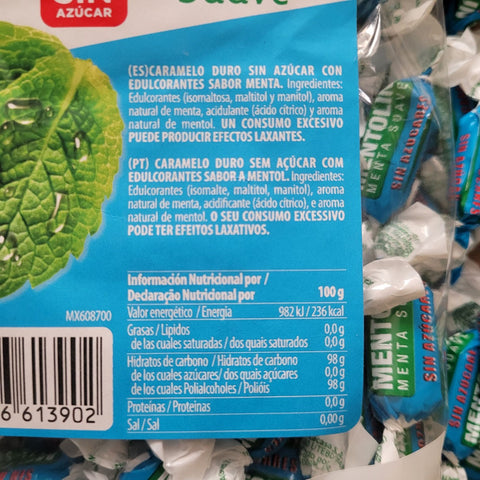 SIN
AZÚCAR
Suave
(ES)CARAMELO DURO SIN AZÚCAR CON
EDULCORANTES SABOR MENTA. Ingredientes:
Edulcorantes (isomaltosa, maltitol y manitol), aroma
natural de menta, acidulante (ácido cítrico) y aroma
natural de mentol. UN CONSUMO EXCESIVO
PUEDE PRODUCIR EFECTOS LAXANTES.
(PT) CARAMELO DURO SEM AÇÚCAR COM
EDULCORANTES SABOR A MENTOL. Ingredientes:
Edulcorantes (isomalte, maltitol, manitol), aroma
natural de menta, acidificante (ácido cítrico), e aroma
natural de mentol. O SEU CONSUMO EXCESSIVO
PODE TER EFEITOS LAXATIVOS.
Información Nutricional por /
Declaração Nutricional por 100 g
Valor energético / Energia 982 kJ / 236 kcal
Grasas / Lípidos 0,0 g
de las cuales saturadas / dos quais saturados 0,0 g
Hidratos de carbono / Hidratos de carbono 98 g
de los cuales azúcares/ dos quais açúcares 0,0 g
de los cuales Polialcoholes / Polióis 98 g
Proteínas / Proteínas 0,0 g
Sal / Sal 0,00 g
MX608700
6 613902
MENTOLIN
MENTA SUAVE
SIN AZÚCARES
MENTO
MENTA S
SIN AZÚCAR
SIN AZÚCAR